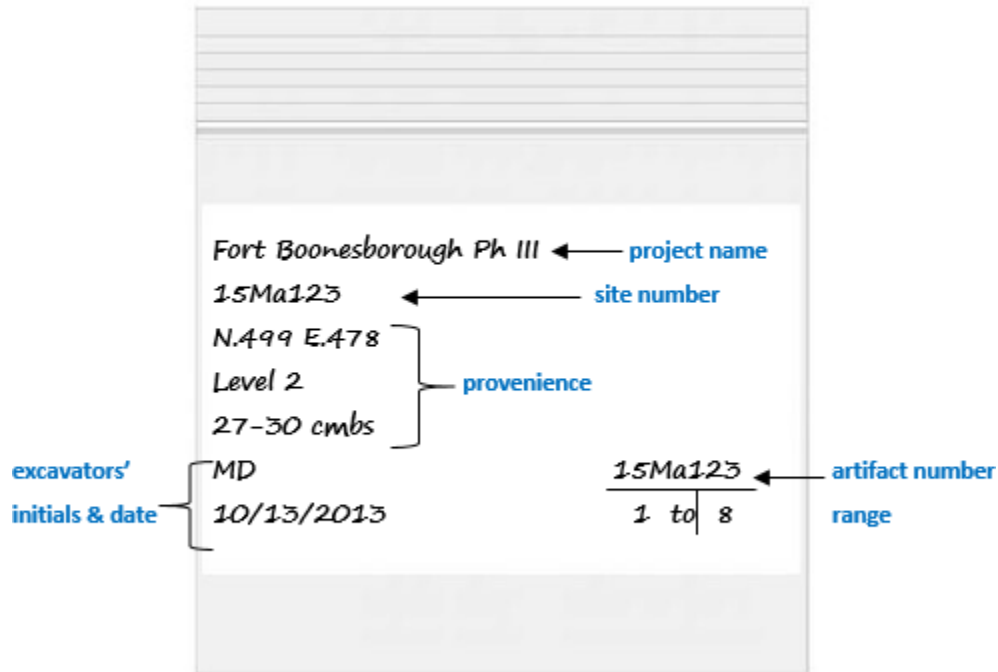 Fort Boonesborough Ph III project name
15Ma123 site number
N.499 E.478
Level 2 provenience
27-30 cmbs
excavators' MD 15Ma123 artifact number
initials & date 10/13/2013 1 to 8 range